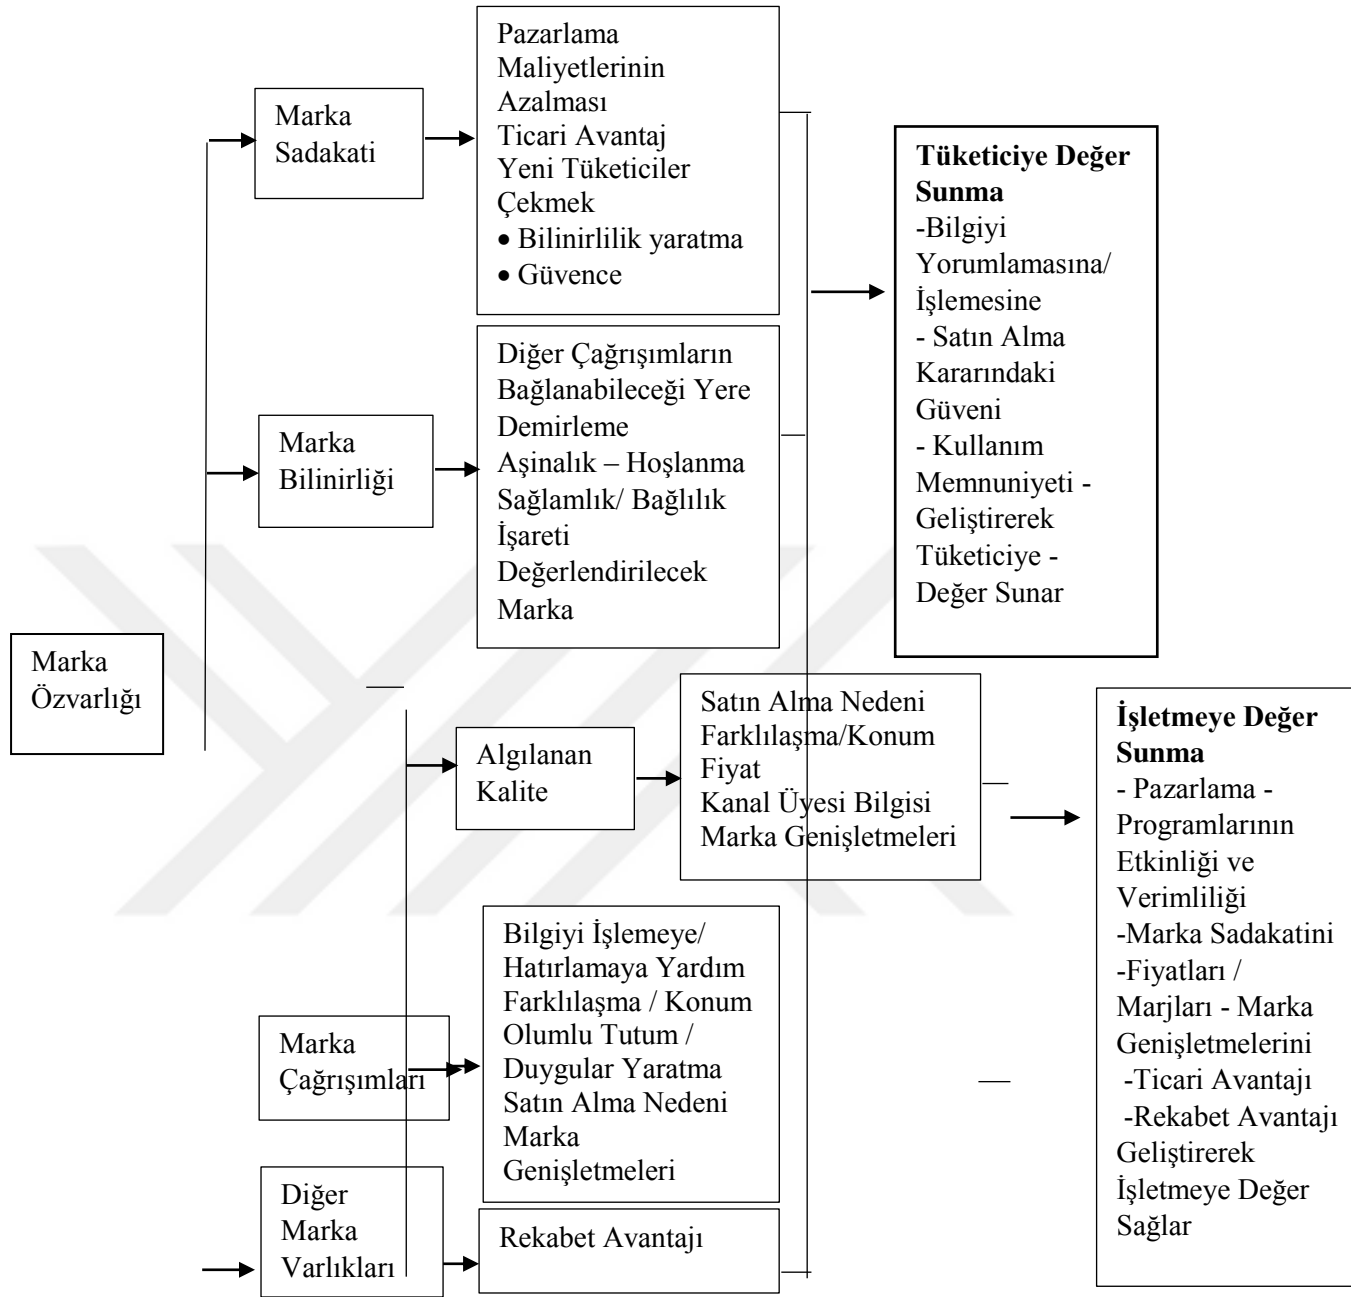 Marka
Özvarlığı
Marka
Sadakati
Pazarlama
Maliyetlerinin
Azalması
Ticari Avantaj
Yeni Tüketiciler
Çekmek
• Bilinirlilik yaratma
• Güvence
Marka
Bilinirliği
Diğer Çağrışımların
Bağlanabileceği Yere
Demirleme
Aşinalık – Hoşlanma
Sağlamlık/ Bağlılık
İşareti
Değerlendirilecek
Marka
Algılanan
Kalite
Satın Alma Nedeni
Farklılaşma/Konum
Fiyat
Kanal Üyesi Bilgisi
Marka Genişletmeleri
Marka
Çağrışımları
Bilgiyi İşlemeye/
Hatırlamaya Yardım
Farklılaşma / Konum
Olumlu Tutum /
Duygular Yaratma
Satın Alma Nedeni
Marka
Genişletmeleri
Diğer
Marka
Varlıkları
Rekabet Avantajı
Tüketiciye Değer
Sunma
-Bilgiyi
Yorumlamasına/
İşlemesine
- Satın Alma
Kararındaki
Güveni
- Kullanım
Memnuniyeti -
Geliştirerek
Tüketiciye -
Değer Sunar
İşletmeye Değer
Sunma
- Pazarlama -
Programlarının
Etkinliği ve
Verimliliği
-Marka Sadakatini
-Fiyatları /
Marjları - Marka
Genişletmelerini
-Ticari Avantajı
-Rekabet Avantajı
Geliştirerek
İşletmeye Değer
Sağlar